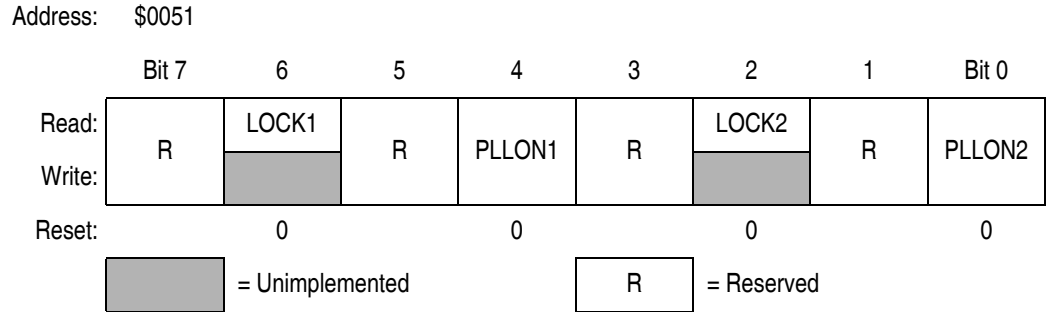 Address: $0051
Bit 7 6 5 4 3 2 1 Bit 0
Read: LOCK1 LOCK2
R R PLLON1 R R PLLON2
Write:
Reset: 0 0 0 0
= Unimplemented R = Reserved